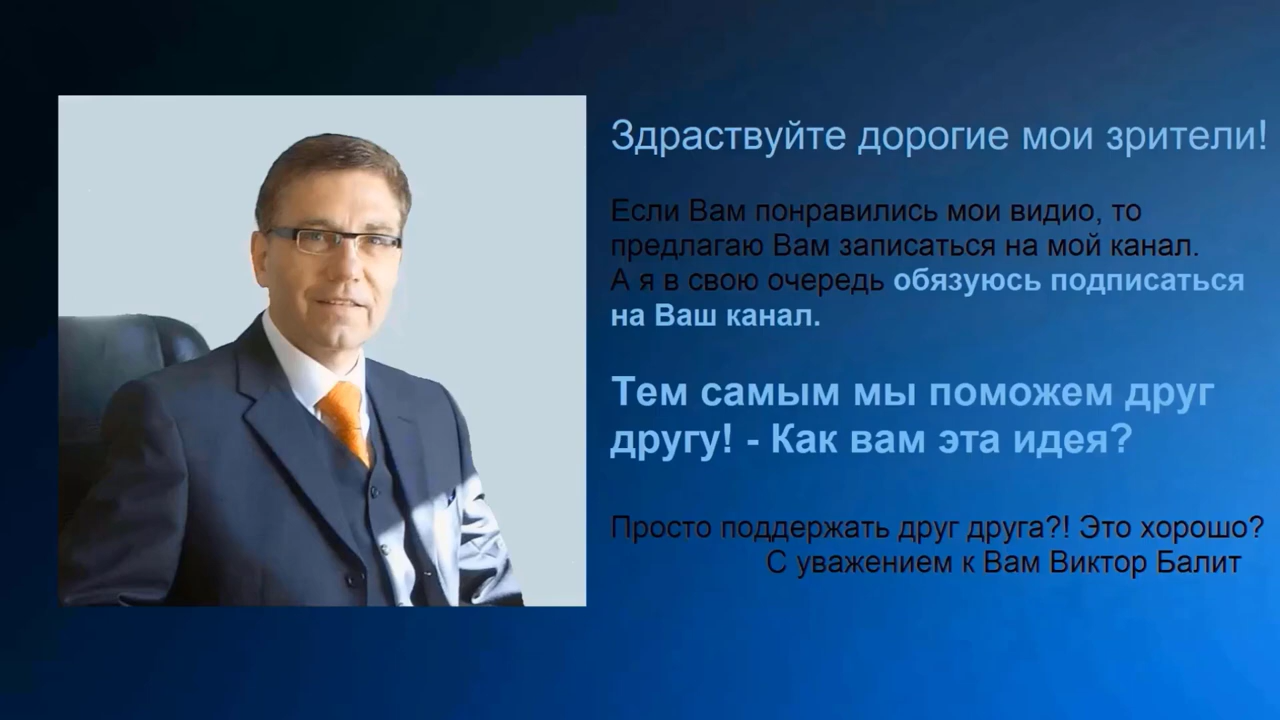 Здраствуйте дорогие мои зрители!
Если Вам понравились мои видио, то
предлагаю Вам записаться на мой канал.
А я в свою очередь обязуюсь подписаться
на Ваш канал.
Тем самым мы поможем друг
другу! - Как вам эта идея?
Просто поддержать друг друга?! Это хорошо?
С уважением к Вам Виктор Балит